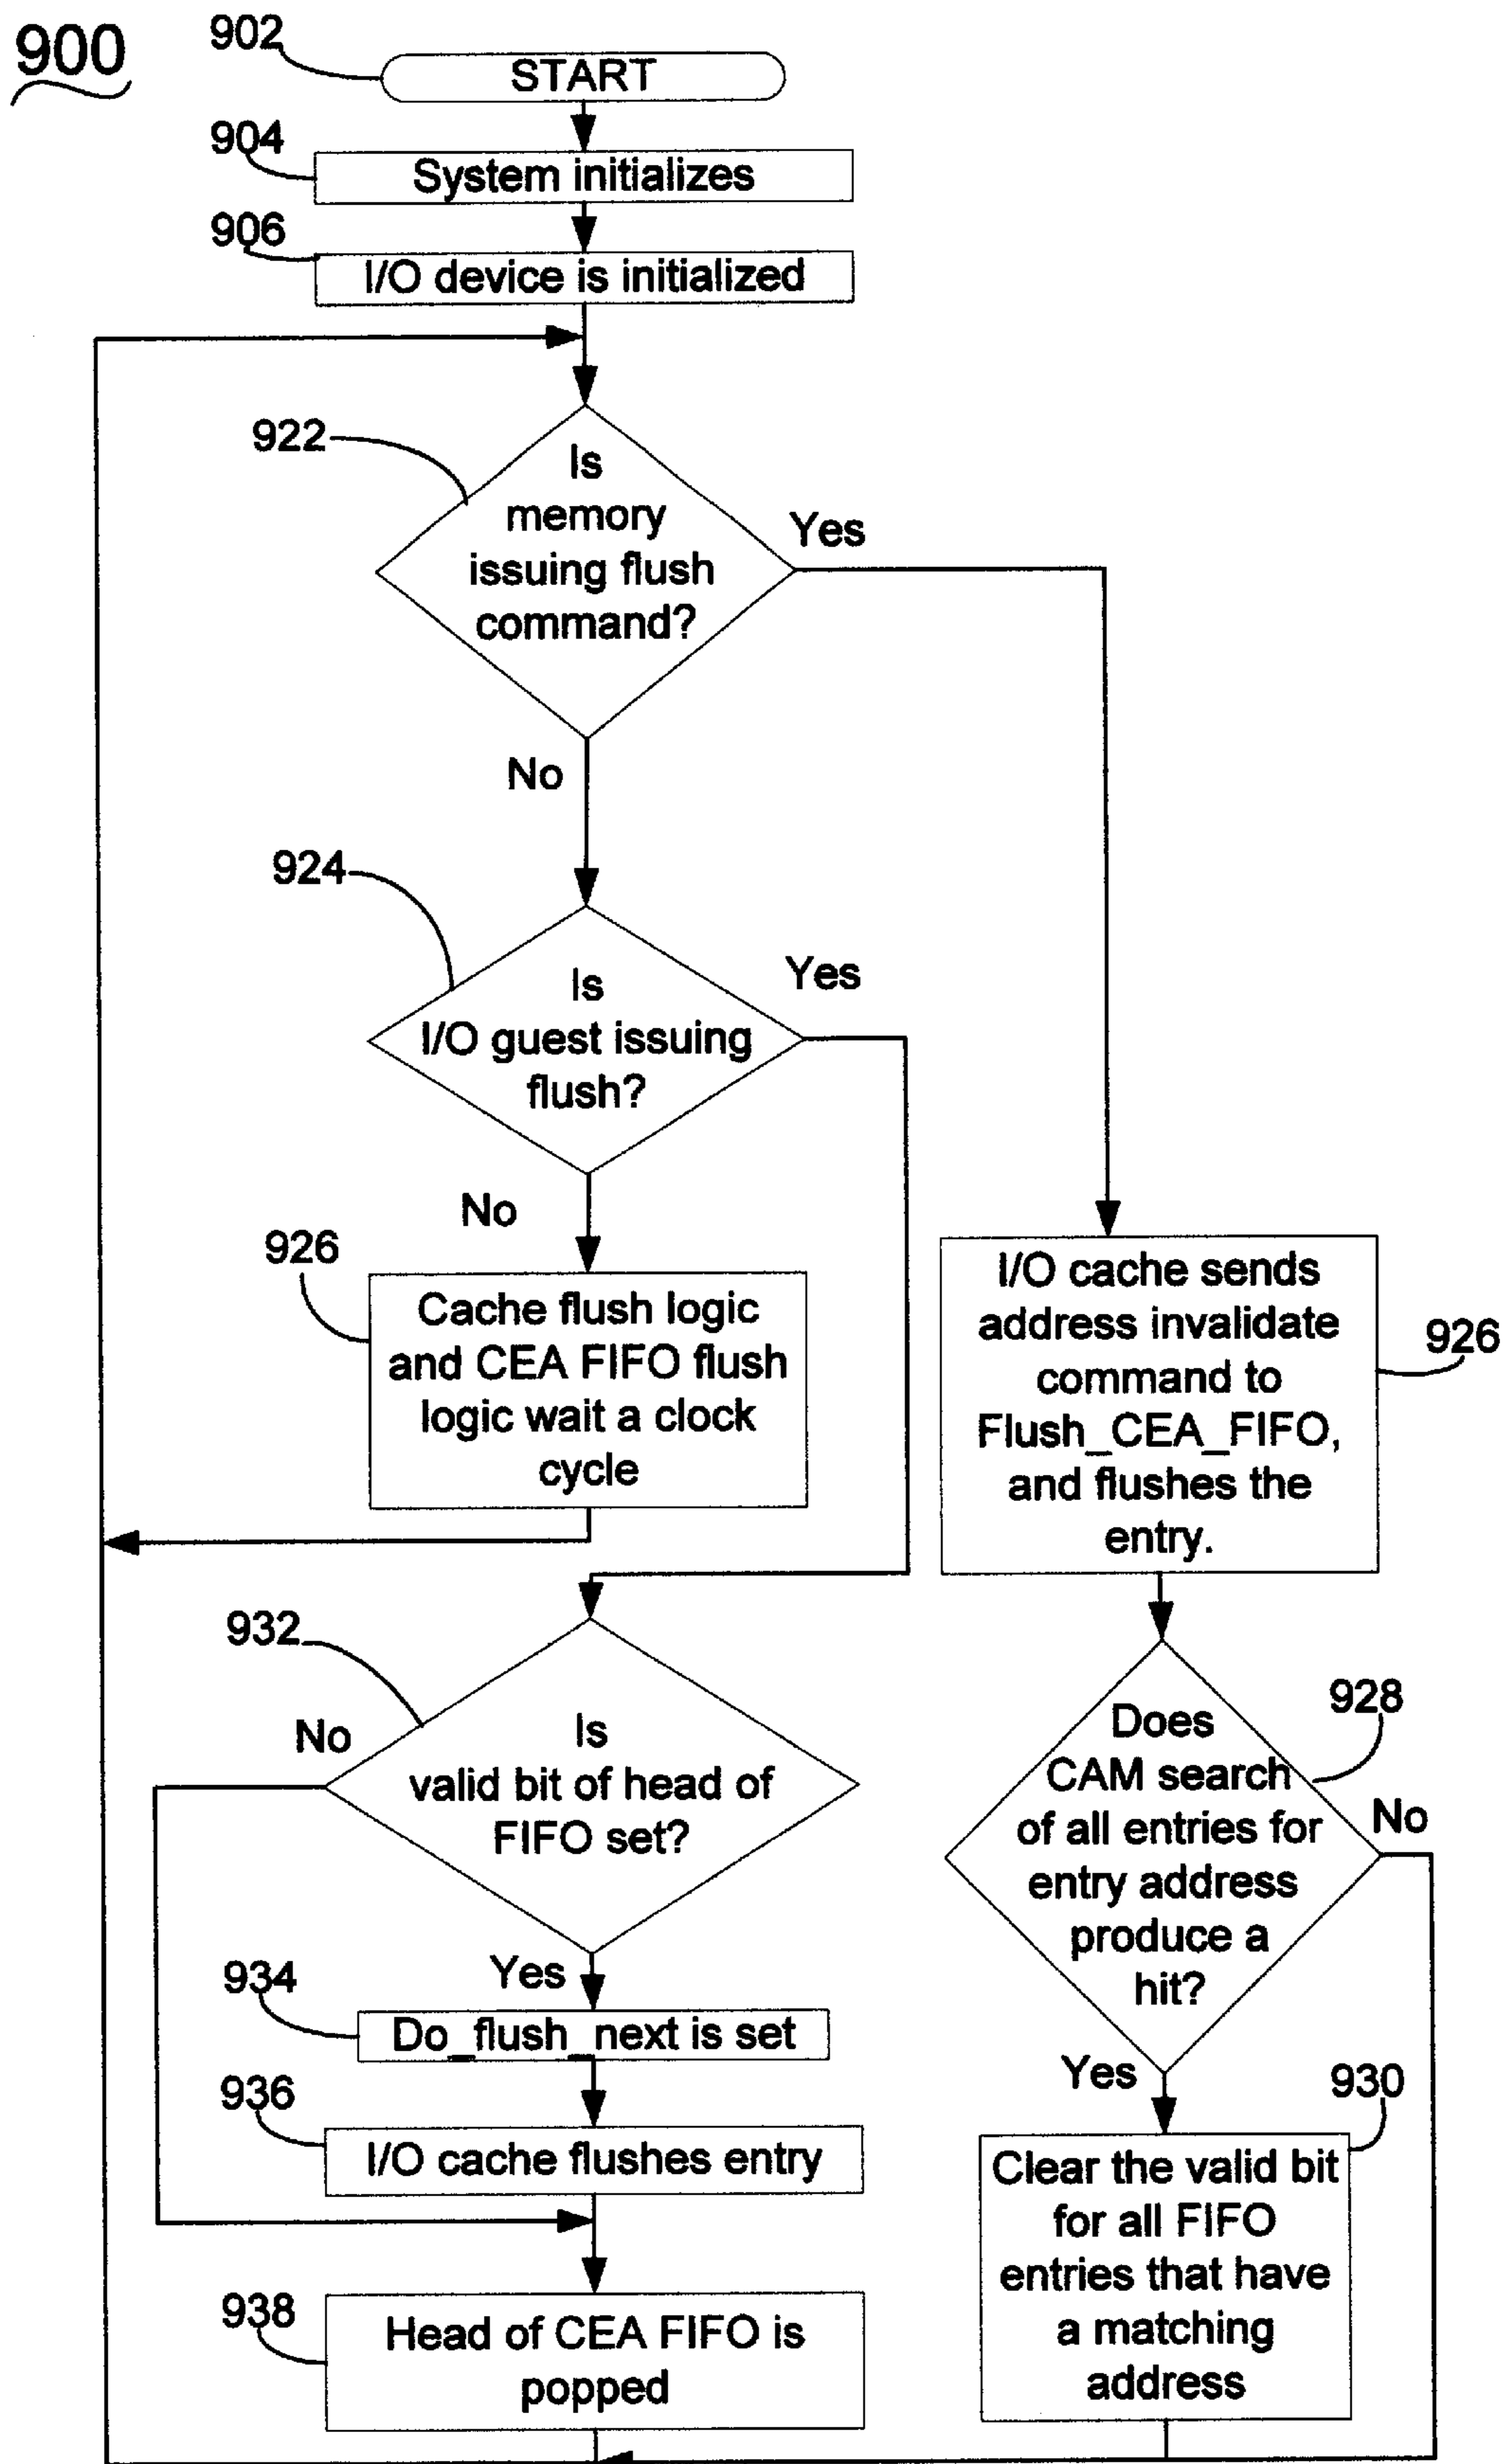 900
902
START
904
System initializes
906
I/O device is initialized
922
Is
memory
issuing flush
command?
Yes
No
924
Is
I/O guest issuing
flush?
Yes
No
926
Cache flush logic
and CEA FIFO flush
logic wait a clock
cycle
I/O cache sends
address invalidate
command to
Flush_CEA_FIFO,
and flushes the
entry.
926
932
Is
valid bit of head of
FIFO set?
No
Yes
928
Does
CAM search
of all entries for
entry address
produce a
hit?
No
Yes
934
Do_flush_next is set
936
I/O cache flushes entry
930
Clear the valid bit
for all FIFO
entries that have
a matching
address
938
Head of CEA FIFO is
popped